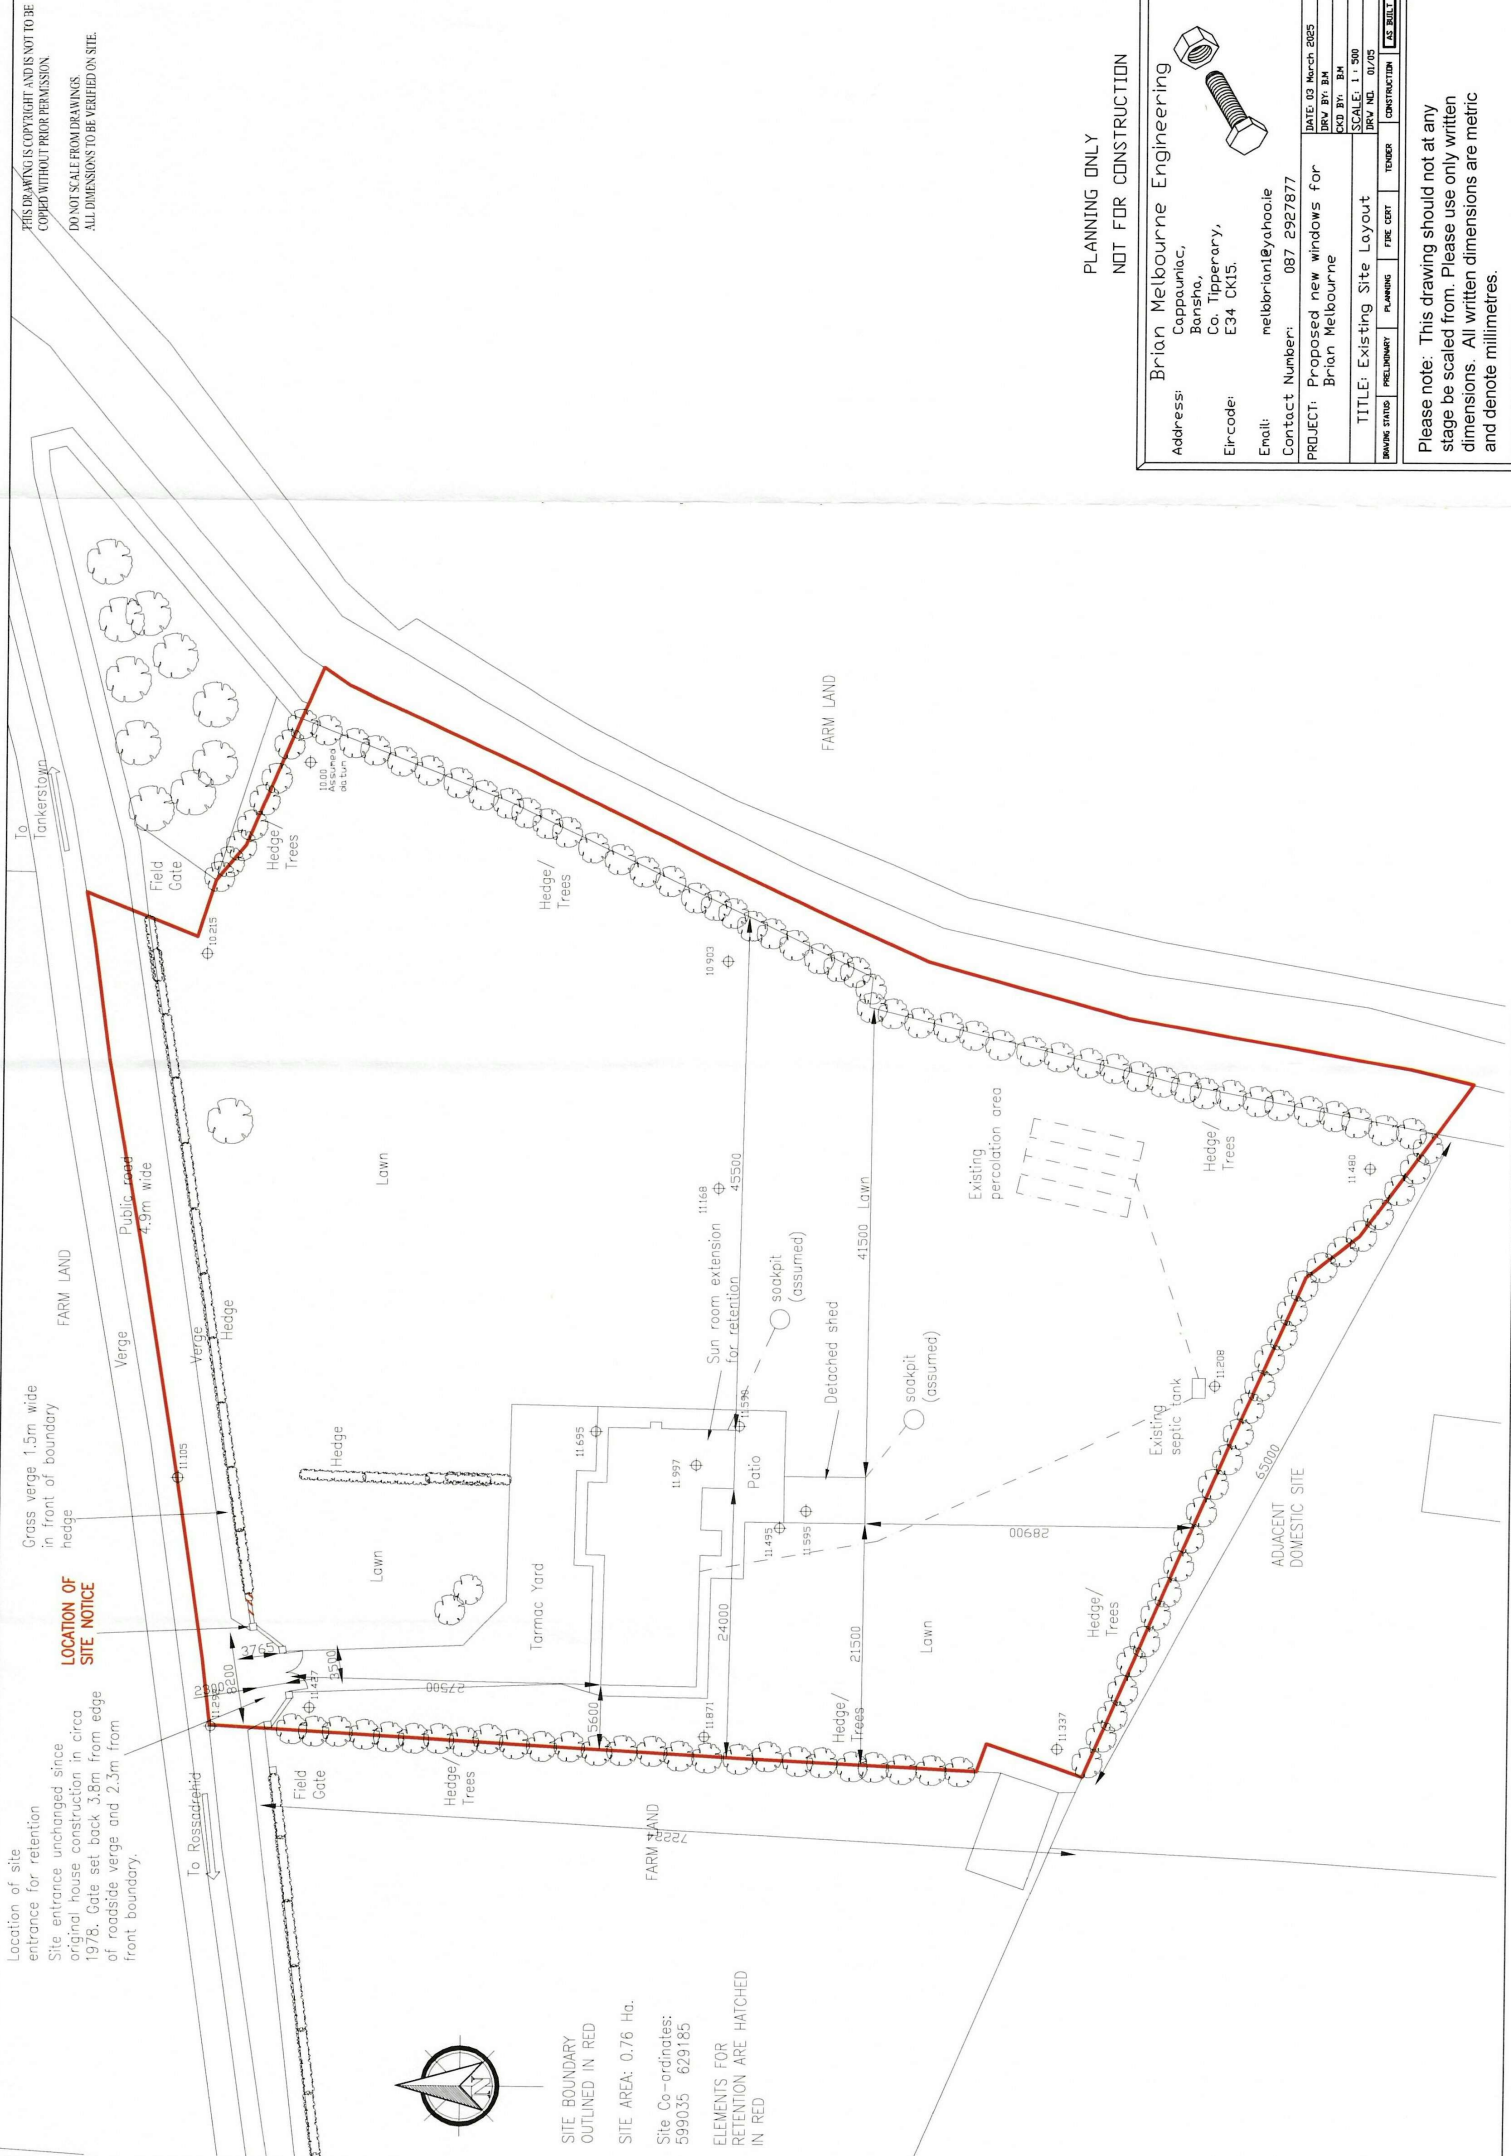 THIS DRAWING IS COPYRIGHT AND IS NOT TO BE
COPIED WITHOUT PRIOR PERMISSION.
DO NOT SCALE FROM DRAWINGS.
ALL DIMENSIONS TO BE VERIFIED ON SITE.
Location of site
entrance for retention
Site entrance unchanged since
original house construction in circa
1978. Gate set back 3.8m from edge
of roadside verge and 2.3m from
front boundary.
LOCATION OF
SITE NOTICE
Grass verge 1.5m wide
in front of boundary
hedge
FARM LAND
To
Tankerstown
Verge
Public road
4.9m wide
Verge
Hedge
To Rossadrehid
Field
Gate
Field
Gate
Hedge/
Trees
10.00
Assumed
datum
10.215
11.105
8200
3765
3500
11.427
27500
Lawn
Hedge
Lawn
Hedge/
Trees
Hedge/
Trees
Tarmac Yard
5600
11.695
11.871
24000
11.997
Sun room extension
for retention
11.168
45500
10.903
11.598
Patio
soakpit
(assumed)
11.495
11.595
Detached shed
FARM LAND
FARM LAND
Hedge/
Trees
21500
41500
Lawn
Lawn
soakpit
(assumed)
28900
Existing
percolation area
Hedge/
Trees
11.480
Existing
septic tank
11.208
65000
ADJACENT
DOMESTIC SITE
Hedge/
Trees
11.337
N
SITE BOUNDARY
OUTLINED IN RED
SITE AREA: 0.76 Ha.
Site Co-ordinates:
599035 629185
ELEMENTS FOR
RETENTION ARE HATCHED
IN RED
PLANNING ONLY
NOT FOR CONSTRUCTION
Brian Melbourne Engineering
Address: Cappauniac,
Bansha,
Co. Tipperary,
Eircode: E34 CK15.
Email: melbbrian1@yahoo.ie
Contact Number: 087 2927877
PROJECT: Proposed new windows for
Brian Melbourne
DATE: 03 March 2025
DRW BY: B.M
CKD BY: B.M
TITLE: Existing Site Layout
SCALE: 1 : 500
DRW NO. 01/05
DRAWING STATUS: PRELIMINARY PLANNING FIRE CERT TENDER CONSTRUCTION AS BUILT
Please note: This drawing should not at any
stage be scaled from. Please use only written
dimensions. All written dimensions are metric
and denote millimetres.